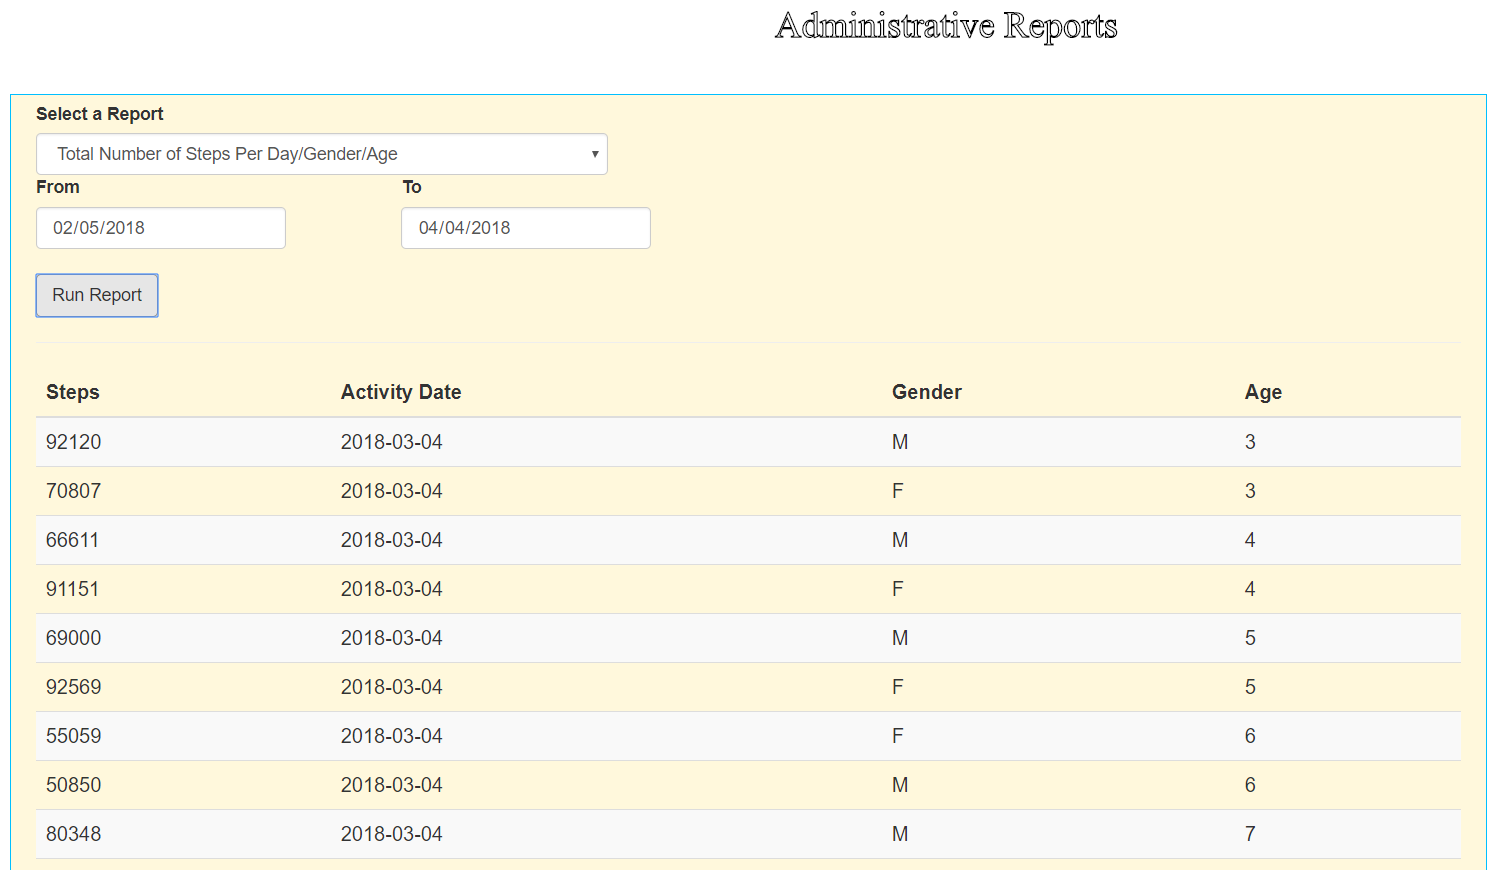 Administrative Reports
Select a Report
Total Number of Steps Per Day/Gender/Age
From To
02/05/2018 04/04/2018
Run Report
Steps Activity Date Gender Age
92120 2018-03-04 M 3
70807 2018-03-04 F 3
66611 2018-03-04 M 4
91151 2018-03-04 F 4
69000 2018-03-04 M 5
92569 2018-03-04 F 5
55059 2018-03-04 F 6
50850 2018-03-04 M 6
80348 2018-03-04 M 7